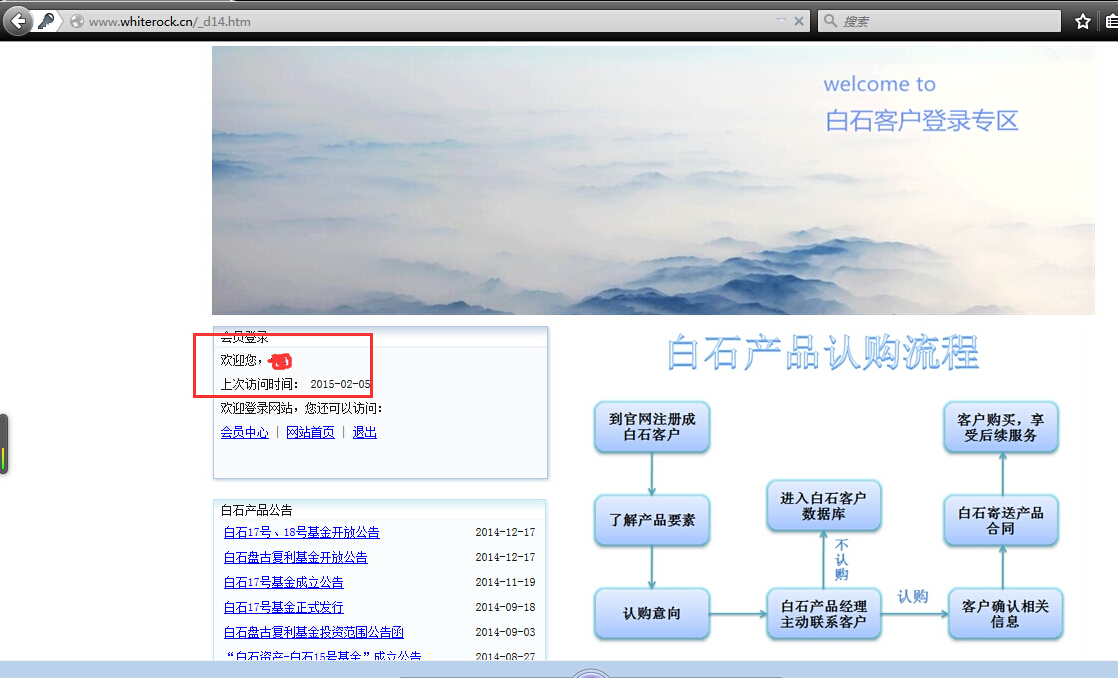 www.whiterock.cn/_d14.htm
搜索
welcome to
白石客户登录专区
会员登录
欢迎您，
上次访问时间： 2015-02-05
欢迎登录网站，您还可以访问：
会员中心 | 网站首页 | 退出
白石产品公告
白石17号、18号基金开放公告 2014-12-17
白石盘古复利基金开放公告 2014-12-17
白石17号基金成立公告 2014-11-19
白石17号基金正式发行 2014-09-18
白石盘古复利基金投资范围公告函 2014-09-03
“白石资产-白石15号基金”成立公告 2014-08-27
白石产品认购流程
到官网注册成
白石客户
了解产品要素
认购意向
白石产品经理
主动联系客户
不
认
购
进入白石客户
数据库
认购
客户确认相关
信息
白石寄送产品
合同
客户购买，享
受后续服务